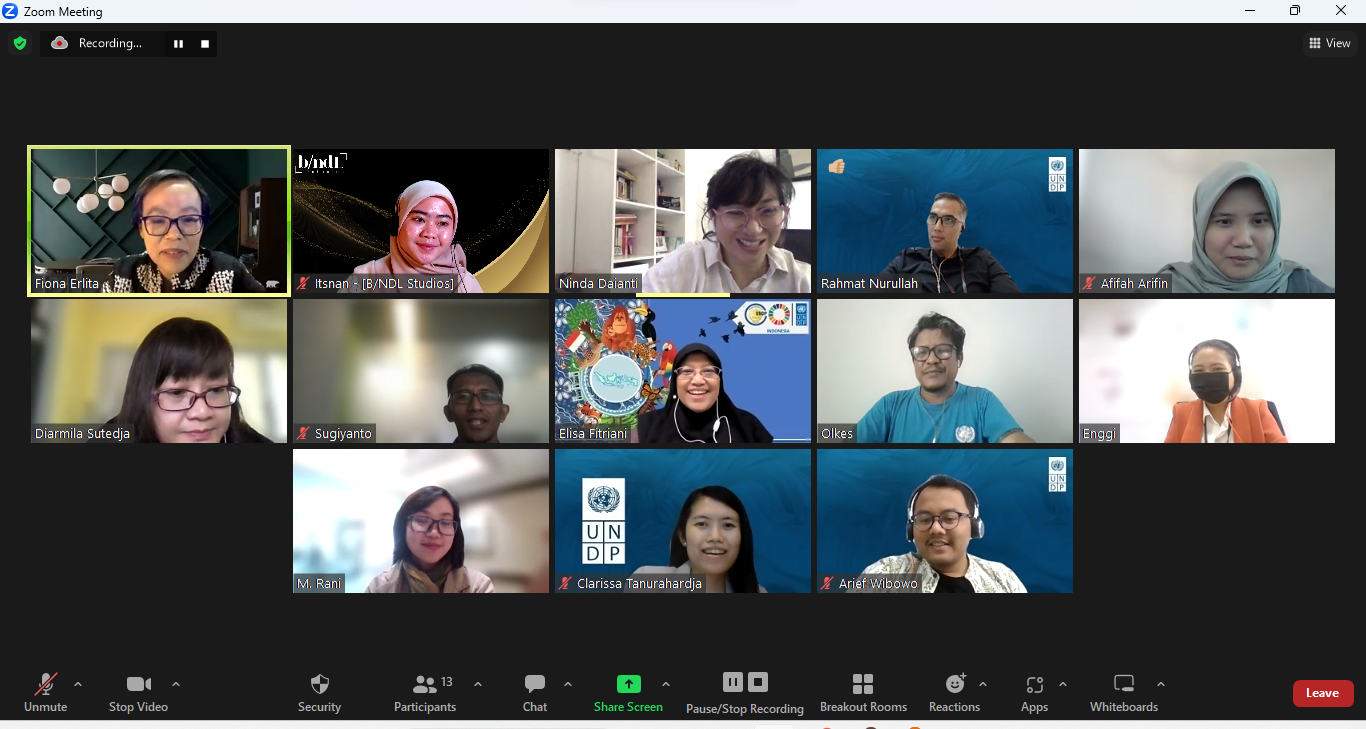 Zoom Meeting
Recording...
View
b/ndl
Fiona Erlita
Itsnan - [B/NDL Studios]
Ninda Daianti
Rahmat Nurullah
U N
D P
Afifah Arifin
Diarmila Sutedja
Sugiyanto
INDONESIA
U N
D P
Elisa Fitriani
Olkes
Enggi
M. Rani
U N
D P
Clarissa Tanurahardja
U N
D P
Arief Wibowo
13
Unmute
Stop Video
Security
Participants
Chat
Share Screen
Pause/Stop Recording
Breakout Rooms
Reactions
Apps
Whiteboards
Leave